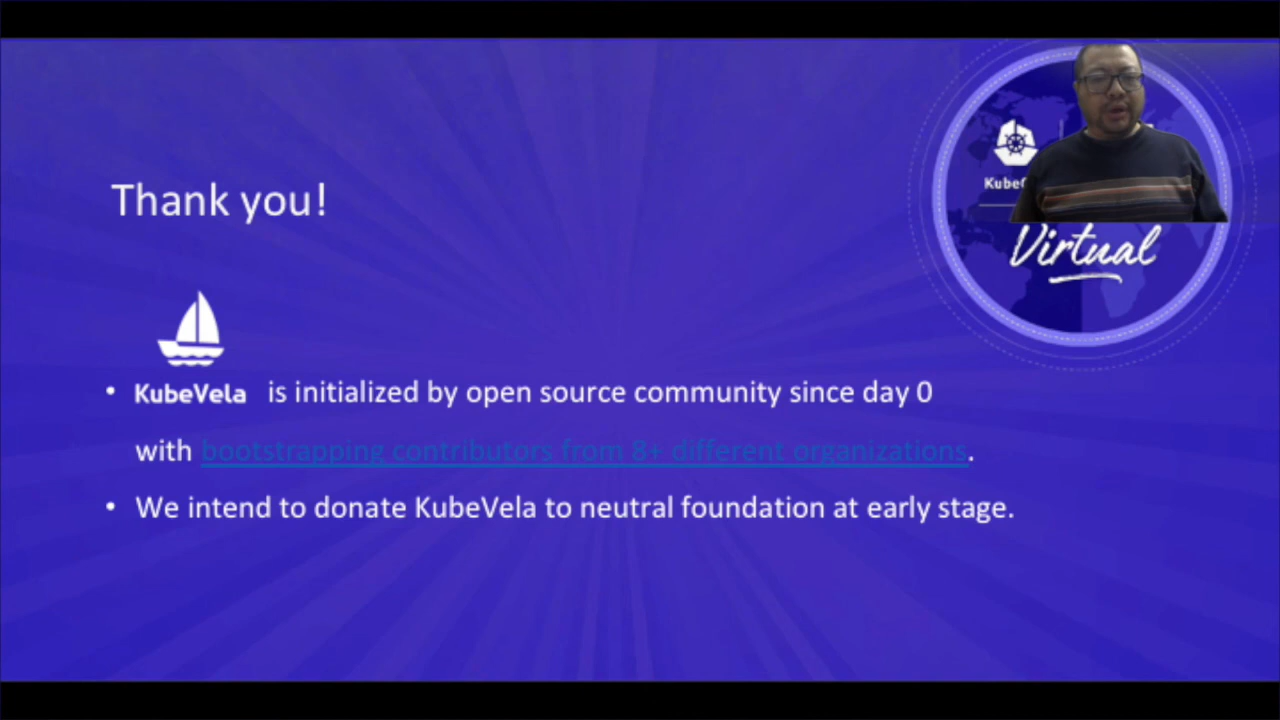 Thank you!
Virtual
• KubeVela is initialized by open source community since day 0
with bootstrapping contributors from 8+ different organizations.
• We intend to donate KubeVela to neutral foundation at early stage.